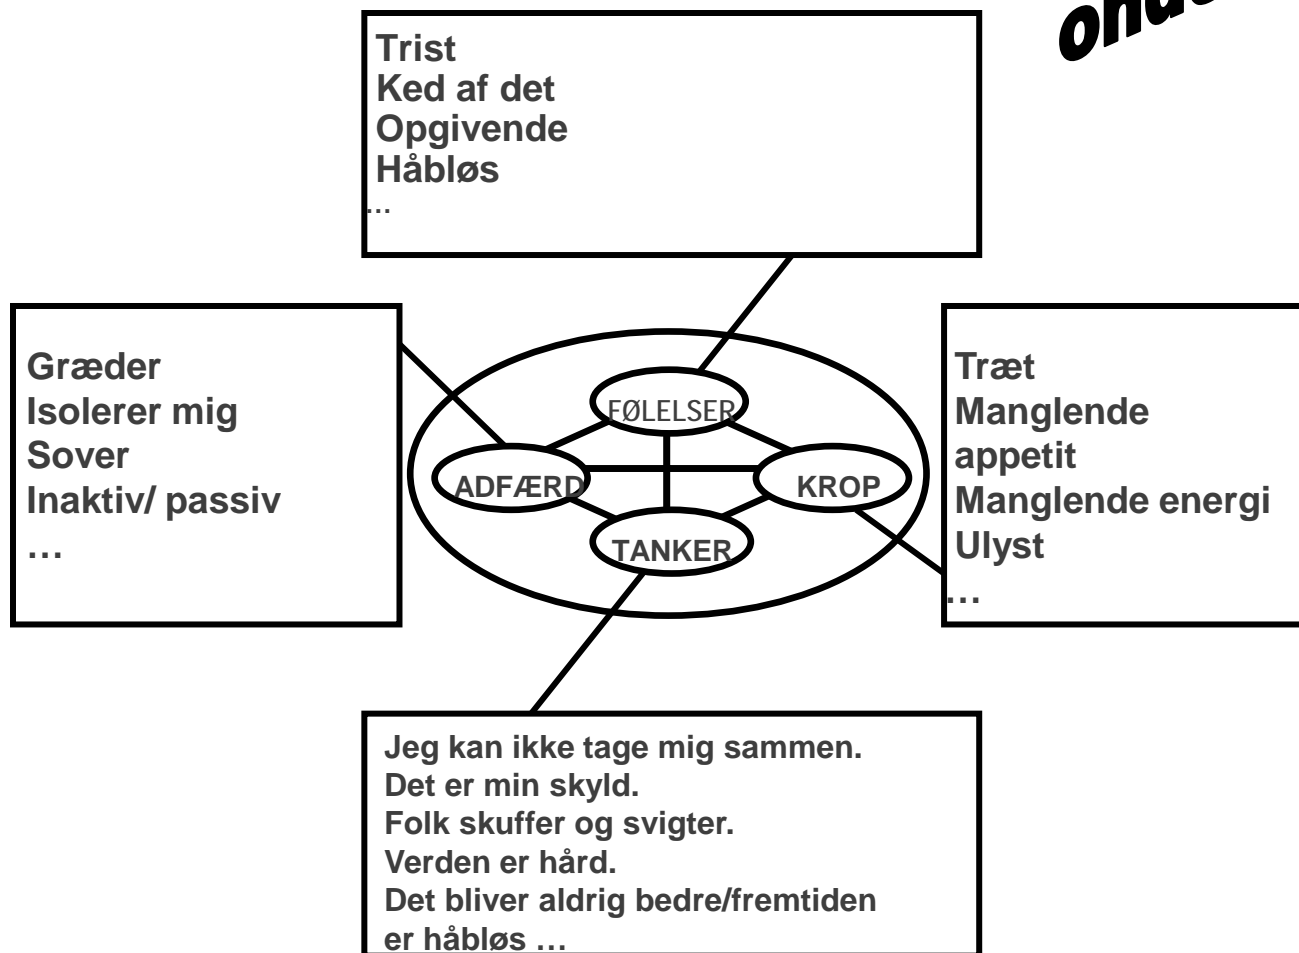 Trist
Ked af det
Opgivende
Håbløs
...
Græder
Isolerer mig
Sover
Inaktiv/ passiv
...
FØLELSER
ADFÆRD
KROP
TANKER
Træt
Manglende
appetit
Manglende energi
Ulyst
...
Jeg kan ikke tage mig sammen.
Det er min skyld.
Folk skuffer og svigter.
Verden er hård.
Det bliver aldrig bedre/fremtiden
er håbløs ...